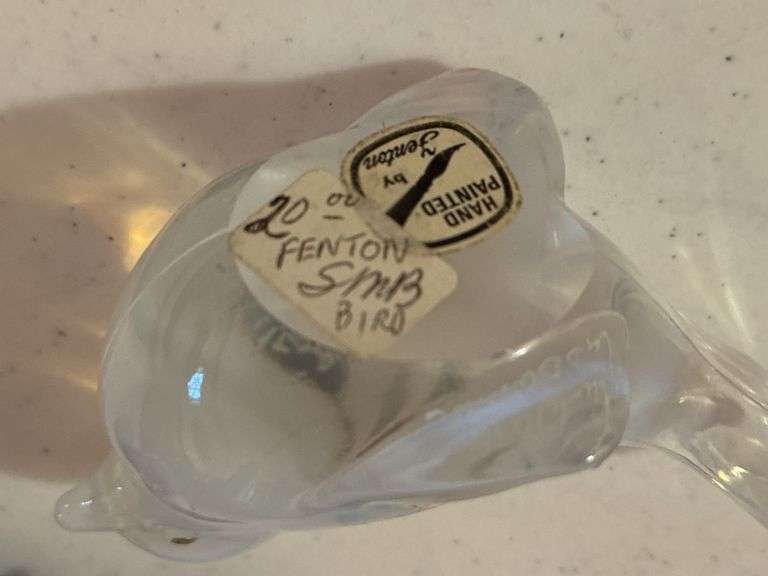 HAND
PAINTED
by
Fenton
20 00
FENTON
SMB
BIRD